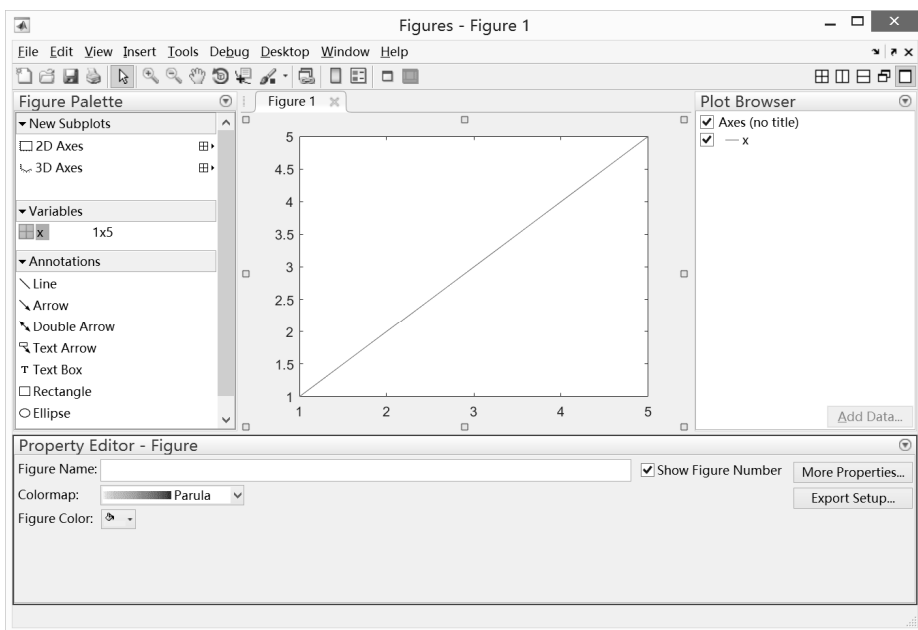 Figures - Figure 1
File Edit View Insert Tools Debug Desktop Window Help
Figure Palette
New Subplots
2D Axes
3D Axes
Variables
x 1x5
Annotations
Line
Arrow
Double Arrow
Text Arrow
T Text Box
Rectangle
Ellipse
Figure 1
5
4.5
4
3.5
3
2.5
2
1.5
1
1 2 3 4 5
Plot Browser
Axes (no title)
x
Add Data...
Property Editor - Figure
Figure Name:
Show Figure Number
More Properties...
Colormap: Parula
Export Setup...
Figure Color: